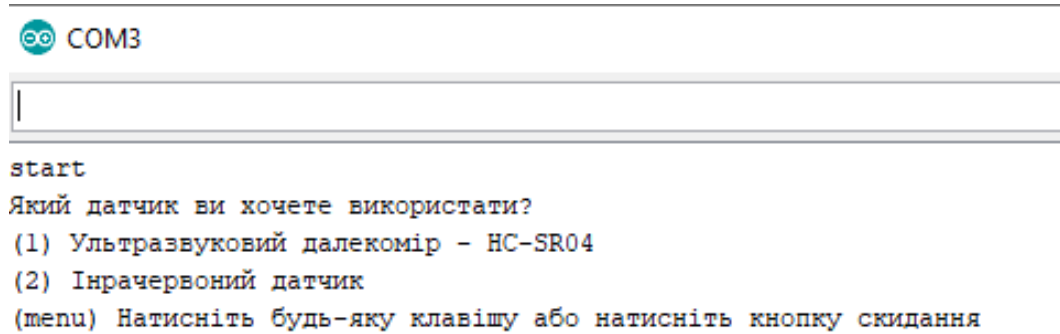 COM3
start
Який датчик ви хочете використати?
(1) Ультразвуковий далекомір - HC-SR04
(2) Інрачервоний датчик
(menu) Натисніть будь-яку клавішу або натисніть кнопку скидання